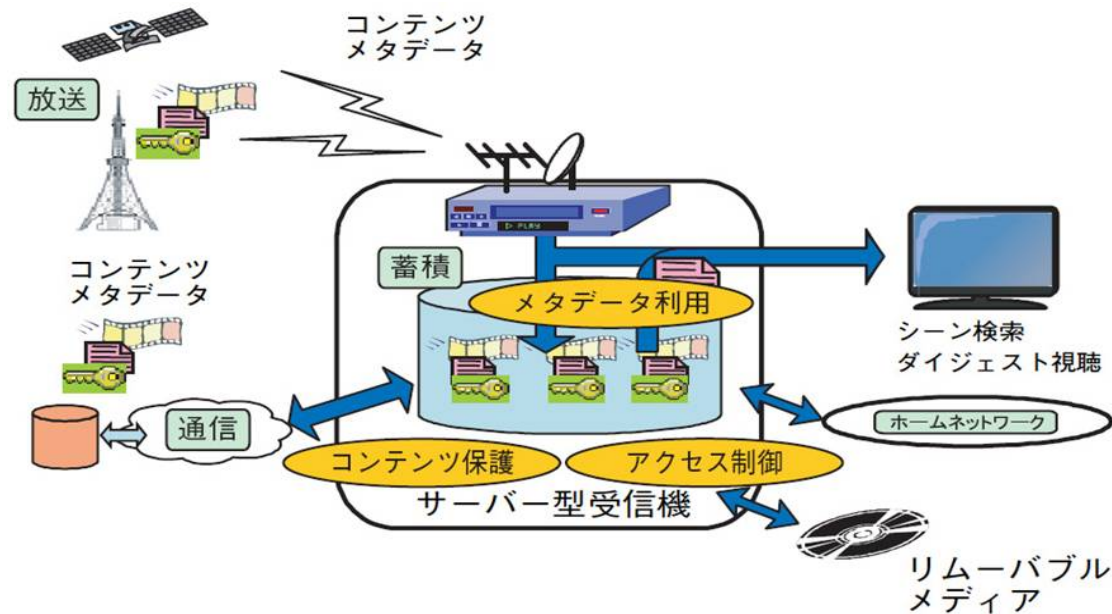 コンテンツ
メタデータ
放送
コンテンツ
メタデータ
通信
▷ PLAY
蓄積
メタデータ利用
コンテンツ保護
アクセス制御
サーバー型受信機
シーン検索
ダイジェスト視聴
ホームネットワーク
リムーバブル
メディア